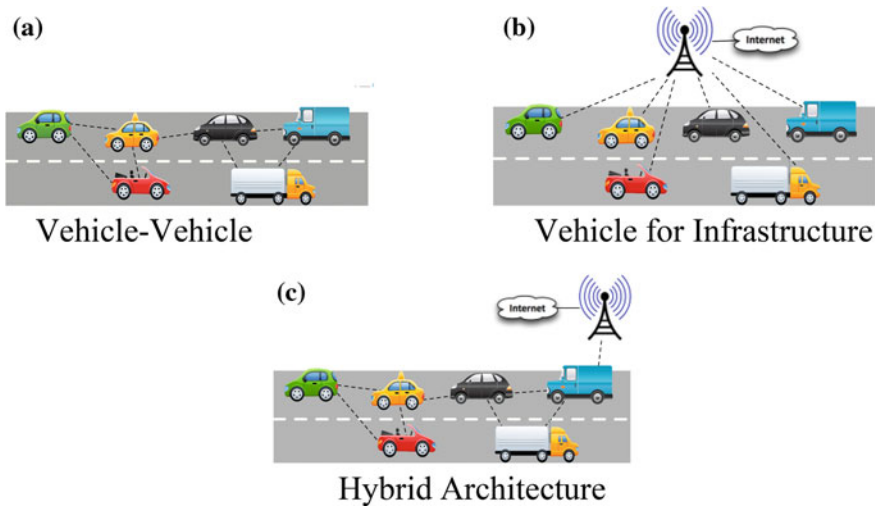 (a)
Vehicle-Vehicle
(b)
Internet
Vehicle for Infrastructure
(c)
Internet
Hybrid Architecture